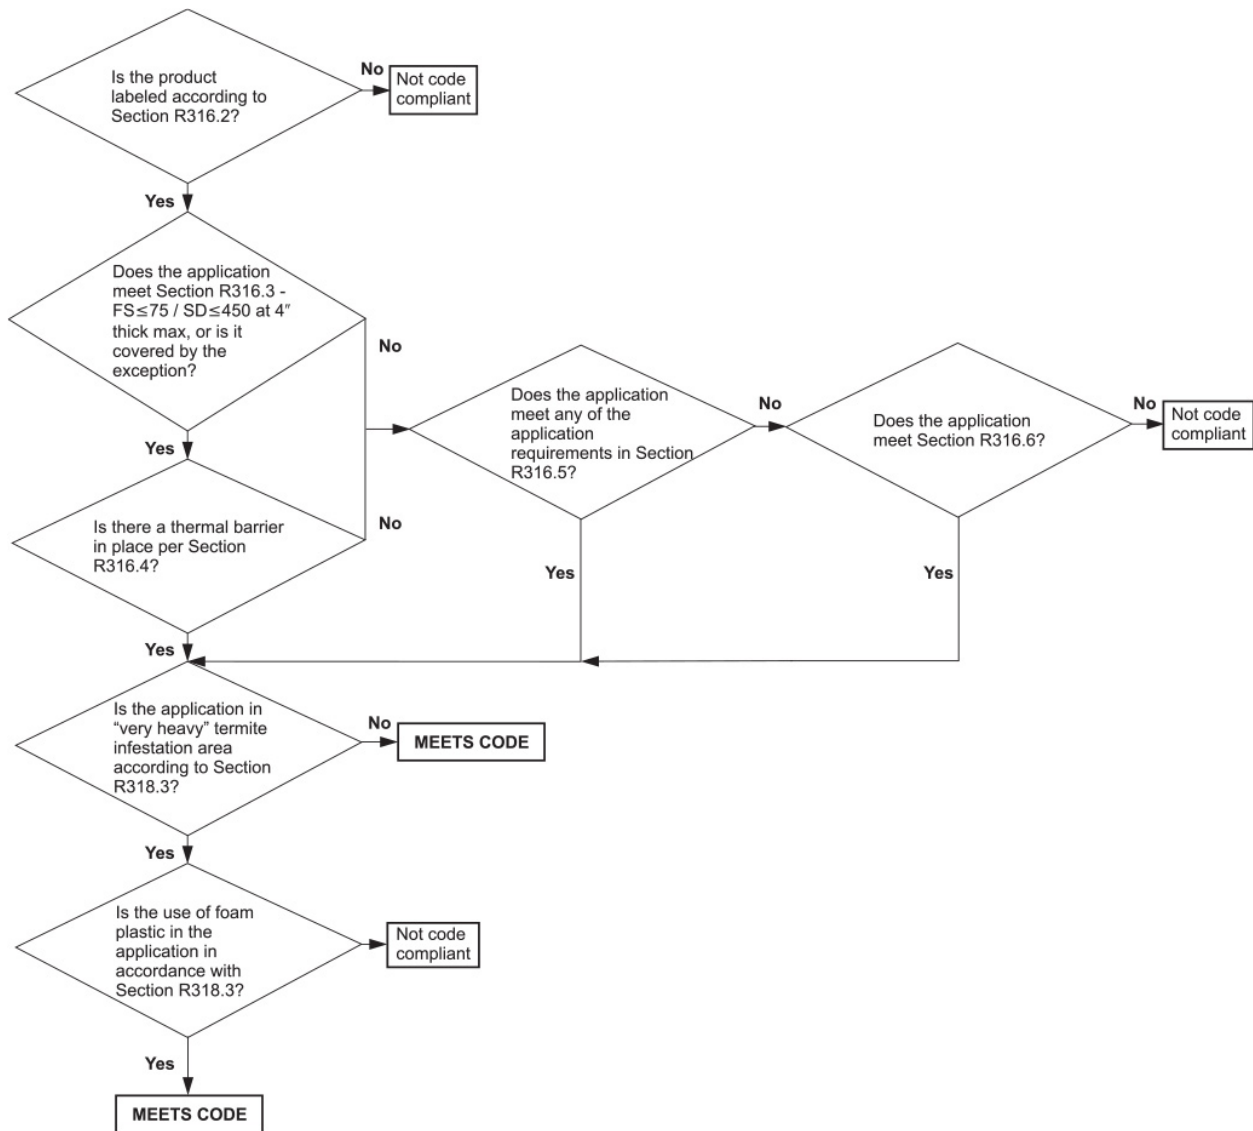 Is the product
labeled according to
Section R316.2?
No
Not code
compliant
Yes
Does the application
meet Section R316.3 -
FS≤75 / SD≤450 at 4″
thick max, or is it
covered by the
exception?
No
Yes
Is there a thermal barrier
in place per Section
R316.4?
No
Does the application
meet any of the
application
requirements in Section
R316.5?
No
Does the application
meet Section R316.6?
No
Not code
compliant
Yes
Yes
Yes
Is the application in
“very heavy” termite
infestation area
according to Section
R318.3?
No
MEETS CODE
Yes
Is the use of foam
plastic in the
application in
accordance with
Section R318.3?
Not code
compliant
Yes
MEETS CODE